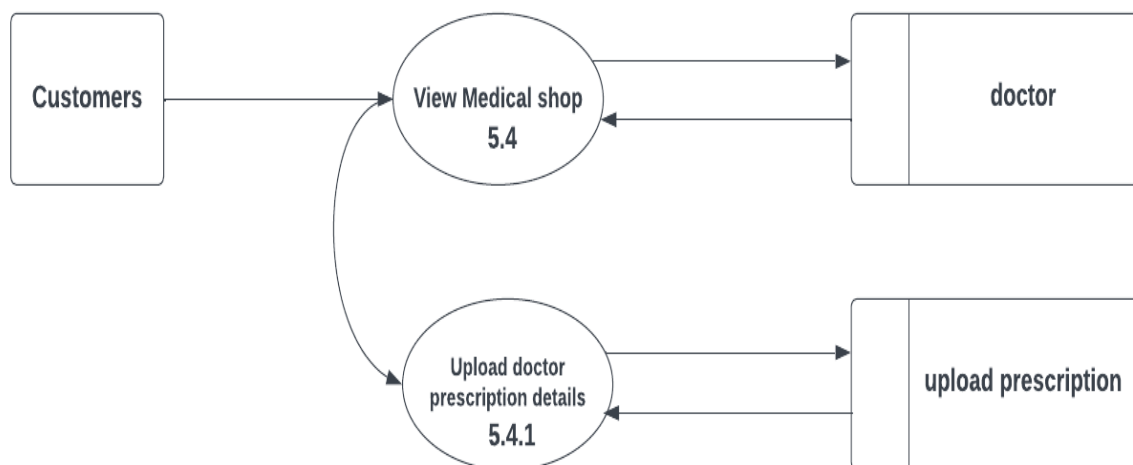 Customers
View Medical shop
5.4
doctor
Upload doctor
prescription details
5.4.1
upload prescription